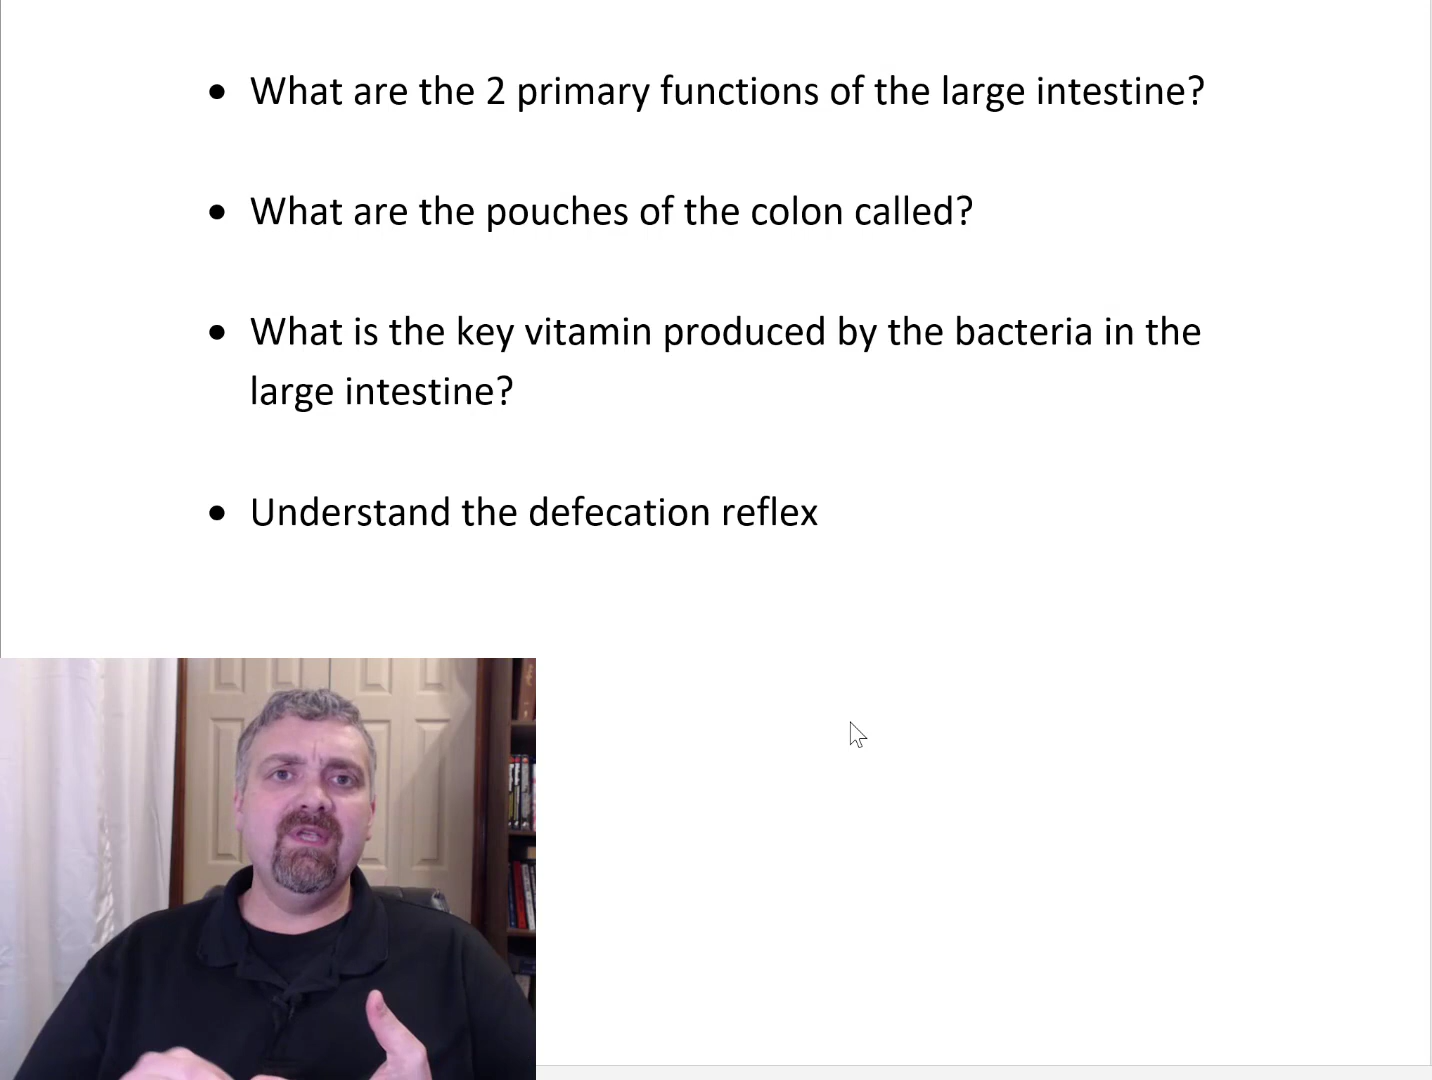 • What are the 2 primary functions of the large intestine?
• What are the pouches of the colon called?
• What is the key vitamin produced by the bacteria in the
large intestine?
• Understand the defecation reflex